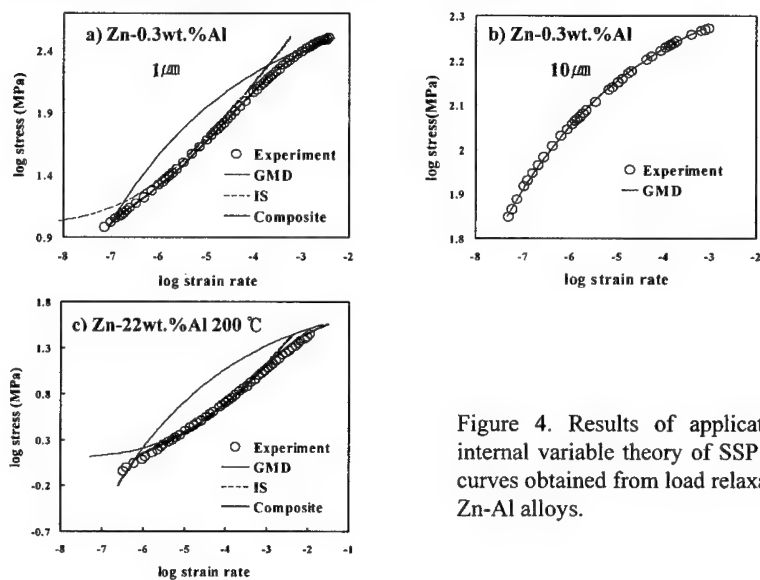 a) Zn-0.3wt.%Al
1㎛
log stress (MPa)
2.4
1.9
1.4
0.9
Experiment
GMD
IS
Composite
-8 -7 -6 -5 -4 -3 -2
log strain rate
b) Zn-0.3wt.%Al
10㎛
log stress(MPa)
2.3
2.2
2.1
2
1.9
1.8
Experiment
GMD
-8 -7 -6 -5 -4 -3 -2
log strain rate
c) Zn-22wt.%Al 200 ℃
log stress (MPa)
1.8
1.3
0.8
0.3
-0.2
-0.7
Experiment
GMD
IS
Composite
-8 -7 -6 -5 -4 -3 -2 -1
log strain rate
Figure 4. Results of applicat
internal variable theory of SSP
curves obtained from load relaxa
Zn-Al alloys.